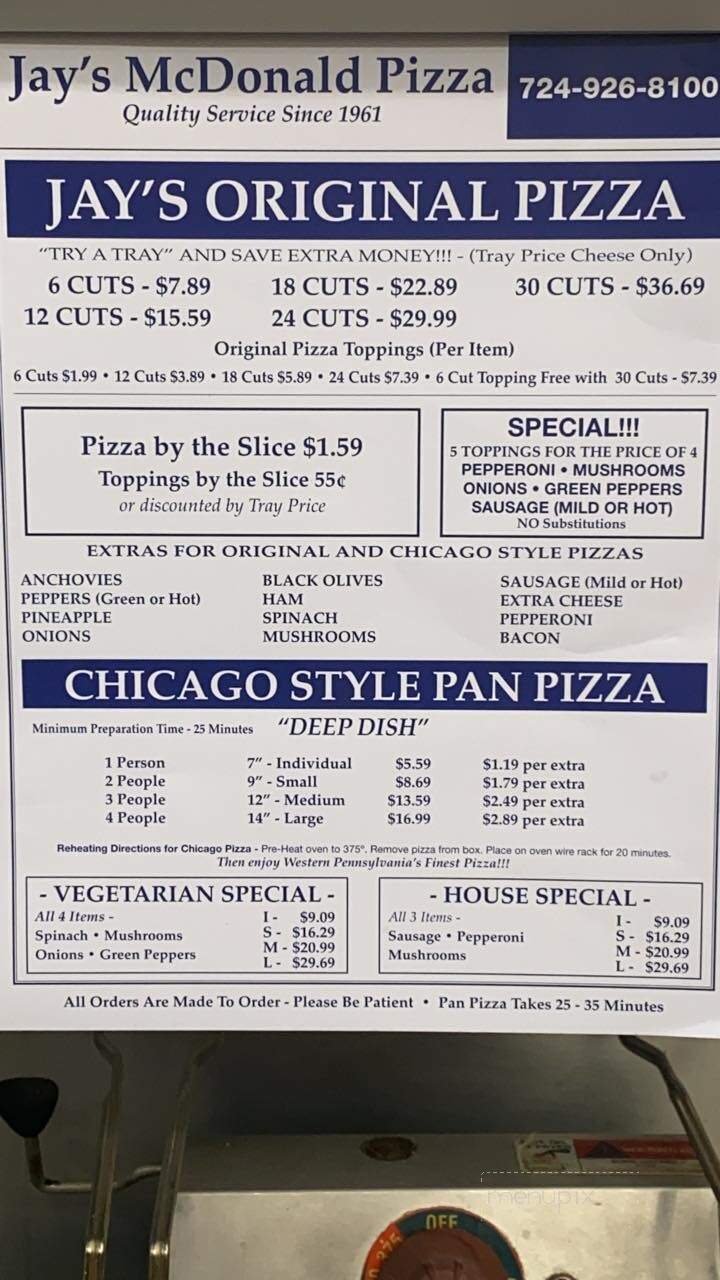 Jay's McDonald Pizza
Quality Service Since 1961
724-926-8100
JAY'S ORIGINAL PIZZA
"TRY A TRAY" AND SAVE EXTRA MONEY!!! - (Tray Price Cheese Only)
6 CUTS - $7.89 18 CUTS - $22.89 30 CUTS - $36.69
12 CUTS - $15.59 24 CUTS - $29.99
Original Pizza Toppings (Per Item)
6 Cuts $1.99 • 12 Cuts $3.89 • 18 Cuts $5.89 • 24 Cuts $7.39 • 6 Cut Topping Free with 30 Cuts - $7.39
Pizza by the Slice $1.59
Toppings by the Slice 55¢
or discounted by Tray Price
SPECIAL!!!
5 TOPPINGS FOR THE PRICE OF 4
PEPPERONI • MUSHROOMS
ONIONS • GREEN PEPPERS
SAUSAGE (MILD OR HOT)
NO Substitutions
EXTRAS FOR ORIGINAL AND CHICAGO STYLE PIZZAS
ANCHOVIES BLACK OLIVES SAUSAGE (Mild or Hot)
PEPPERS (Green or Hot) HAM EXTRA CHEESE
PINEAPPLE SPINACH PEPPERONI
ONIONS MUSHROOMS BACON
CHICAGO STYLE PAN PIZZA
Minimum Preparation Time - 25 Minutes "DEEP DISH"
1 Person 7" - Individual $5.59 $1.19 per extra
2 People 9" - Small $8.69 $1.79 per extra
3 People 12" - Medium $13.59 $2.49 per extra
4 People 14" - Large $16.99 $2.89 per extra
Reheating Directions for Chicago Pizza - Pre-Heat oven to 375°. Remove pizza from box. Place on oven wire rack for 20 minutes.
Then enjoy Western Pennsylvania's Finest Pizza!!!
- VEGETARIAN SPECIAL -
All 4 Items - I - $9.09
Spinach • Mushrooms S - $16.29
Onions • Green Peppers M - $20.99
L - $29.69
- HOUSE SPECIAL -
All 3 Items - I - $9.09
Sausage • Pepperoni S - $16.29
Mushrooms M - $20.99
L - $29.69
All Orders Are Made To Order - Please Be Patient • Pan Pizza Takes 25 - 35 Minutes
menupix
OFF